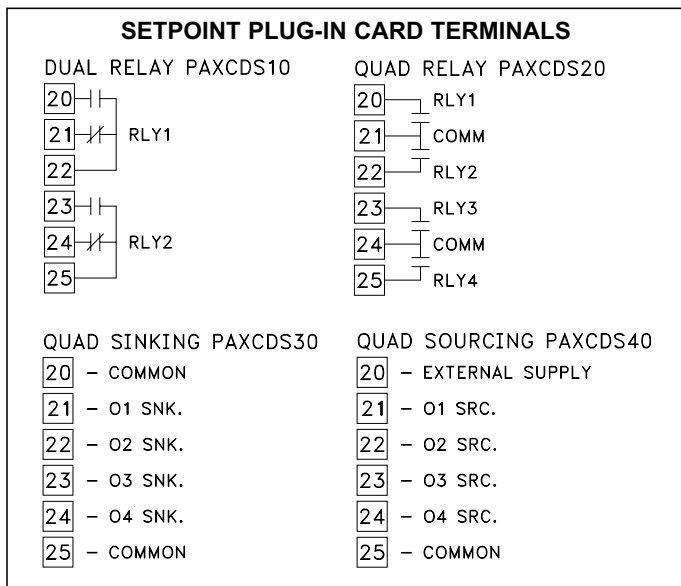 SETPOINT PLUG-IN CARD TERMINALS
DUAL RELAY PAXCDS10
20
21 RLY1
22
23
24 RLY2
25
QUAD RELAY PAXCDS20
20 RLY1
21 COMM
22 RLY2
23 RLY3
24 COMM
25 RLY4
QUAD SINKING PAXCDS30
20 - COMMON
21 - O1 SNK.
22 - O2 SNK.
23 - O3 SNK.
24 - O4 SNK.
25 - COMMON
QUAD SOURCING PAXCDS40
20 - EXTERNAL SUPPLY
21 - O1 SRC.
22 - O2 SRC.
23 - O3 SRC.
24 - O4 SRC.
25 - COMMON